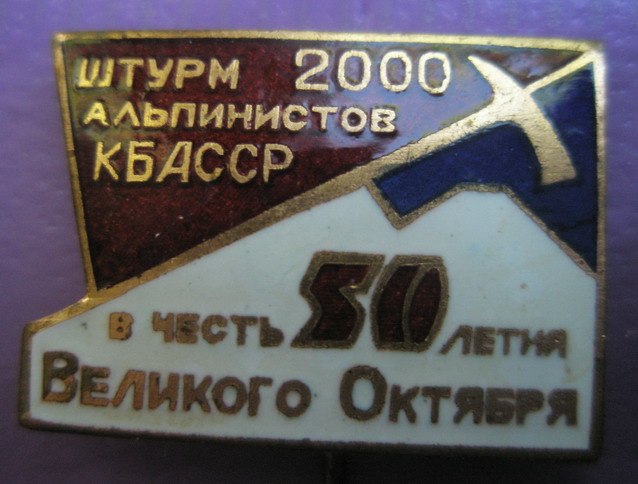 ШТУРМ 2000
АЛЬПИНИСТОВ
КБАССР
В ЧЕСТЬ 50 ЛЕТИЯ
ВЕЛИКОГО ОКТЯБРЯ